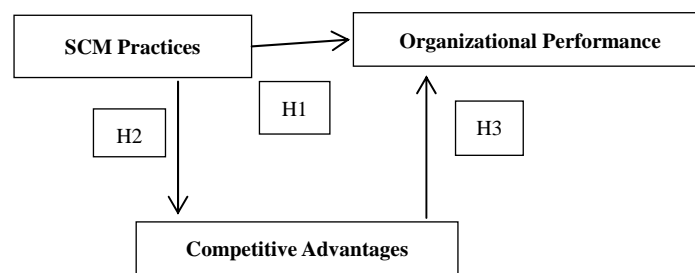 SCM Practices
Organizational Performance
H1
H2
H3
Competitive Advantages